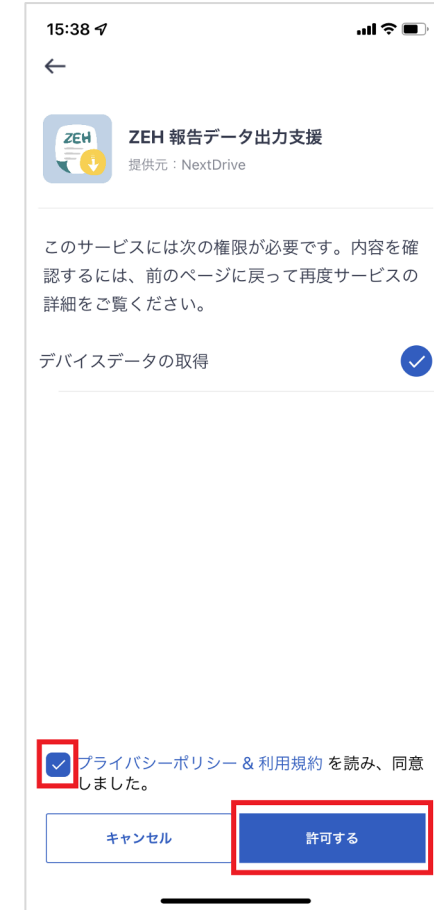 15:38
ZEH
ZEH 報告データ出力支援
提供元：NextDrive
このサービスには次の権限が必要です。内容を確
認するには、前のページに戻って再度サービスの
詳細をご覧ください。
デバイスデータの取得
プライバシーポリシー & 利用規約 を読み、同意
しました。
キャンセル
許可する